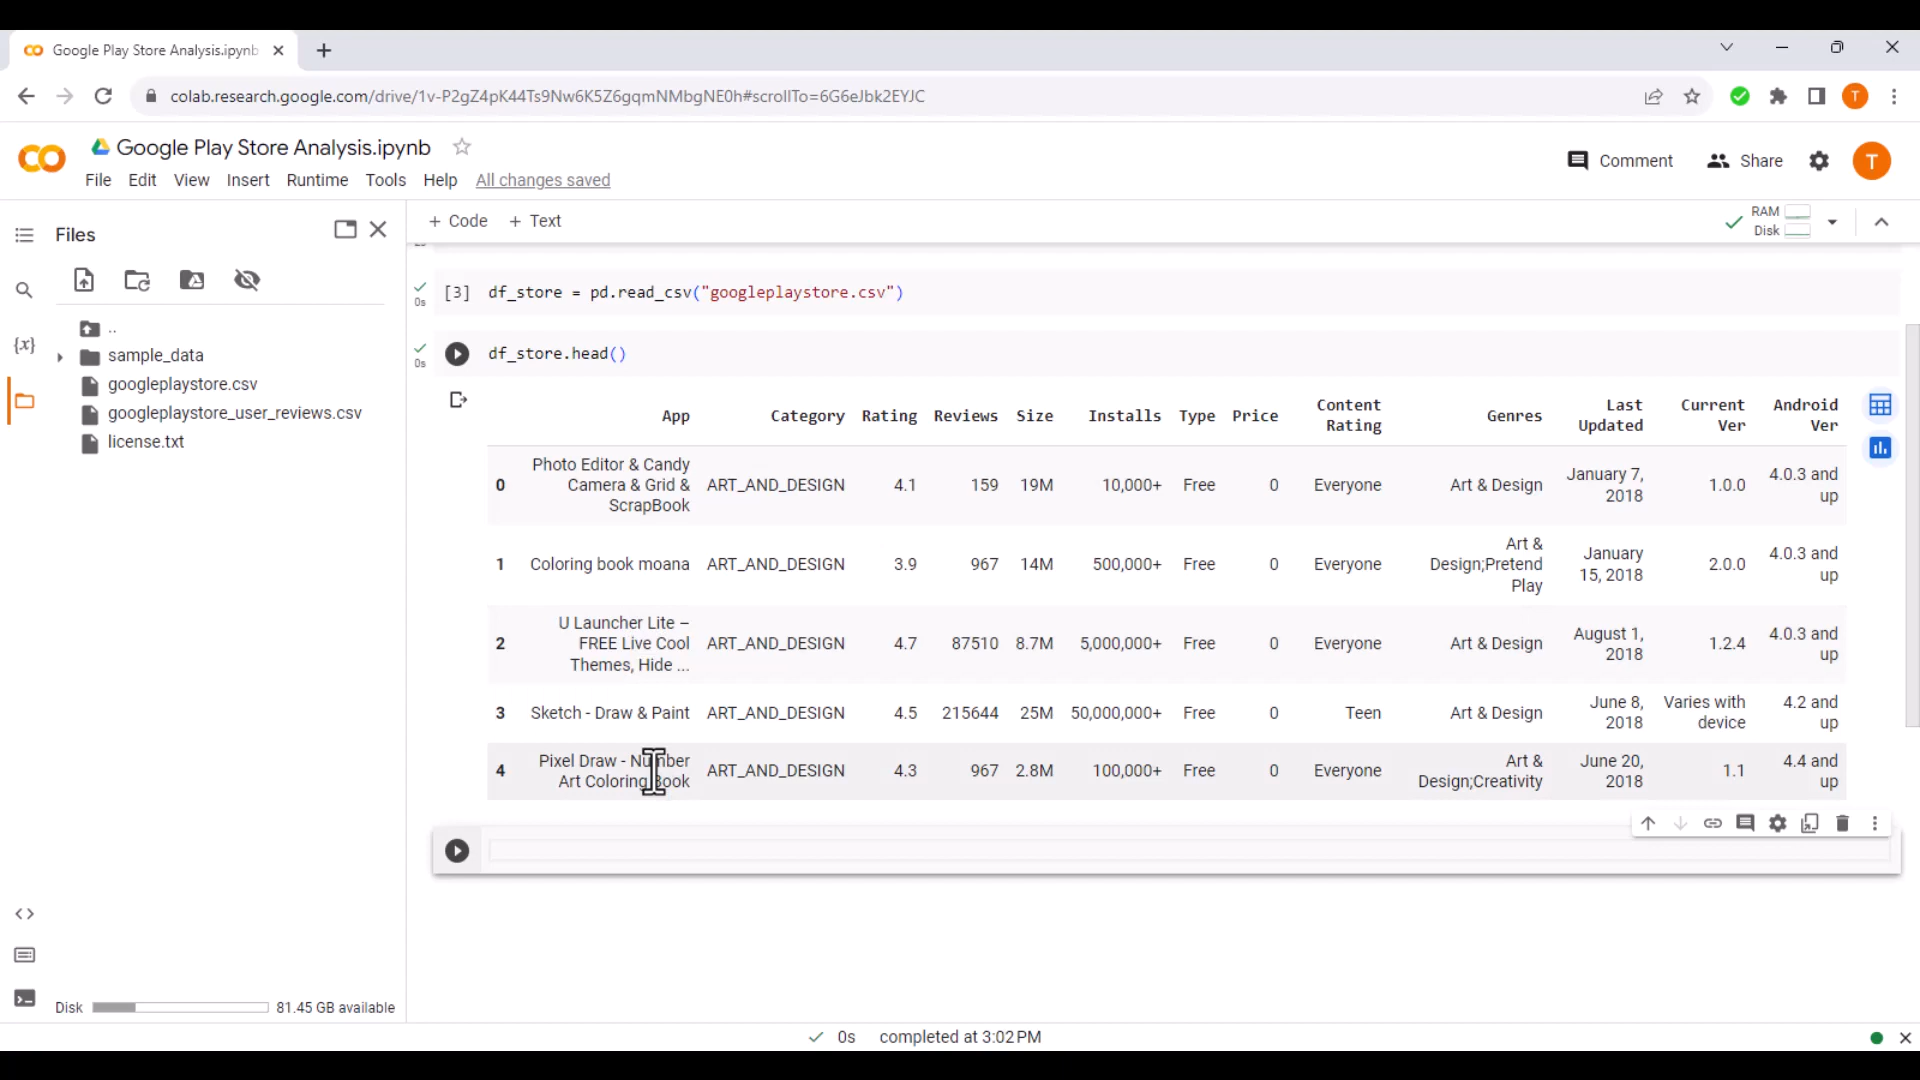 Google Play Store Analysis.ipynb
colab.research.google.com/drive/1v-P2gZ4pK44Ts9Nw6K5Z6gqmNMbgNE0h#scrollTo=6G6eJbk2EYJC
T
Google Play Store Analysis.ipynb
Comment Share T
File Edit View Insert Runtime Tools Help All changes saved
Files
+ Code + Text
RAM
Disk
..
sample_data
googleplaystore.csv
googleplaystore_user_reviews.csv
license.txt
{x}
0s [3] df_store = pd.read_csv("googleplaystore.csv")
0s df_store.head()
App Category Rating Reviews Size Installs Type Price Content Rating Genres Last Updated Current Ver Android Ver
0 Photo Editor & Candy Camera & Grid & ScrapBook ART_AND_DESIGN 4.1 159 19M 10,000+ Free 0 Everyone Art & Design January 7, 2018 1.0.0 4.0.3 and up
1 Coloring book moana ART_AND_DESIGN 3.9 967 14M 500,000+ Free 0 Everyone Art & Design;Pretend Play January 15, 2018 2.0.0 4.0.3 and up
2 U Launcher Lite – FREE Live Cool Themes, Hide ... ART_AND_DESIGN 4.7 87510 8.7M 5,000,000+ Free 0 Everyone Art & Design August 1, 2018 1.2.4 4.0.3 and up
3 Sketch - Draw & Paint ART_AND_DESIGN 4.5 215644 25M 50,000,000+ Free 0 Teen Art & Design June 8, 2018 Varies with device 4.2 and up
4 Pixel Draw - Number Art Coloring Book ART_AND_DESIGN 4.3 967 2.8M 100,000+ Free 0 Everyone Art & Design;Creativity June 20, 2018 1.1 4.4 and up
Disk 81.45 GB available
0s completed at 3:02 PM